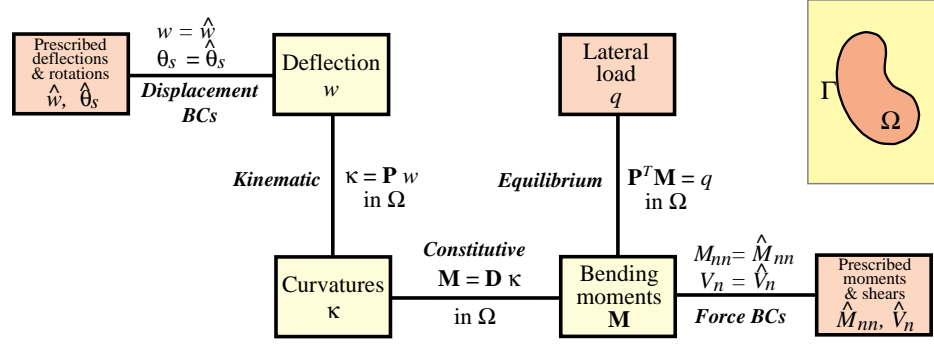 Prescribed
deflections
& rotations
ŵ, θ̂ₛ
w = ŵ
θₛ = θ̂ₛ
Displacement
BCs
Deflection
w
Lateral
load
q
Γ
Ω
Kinematic
κ = P w
in Ω
Equilibrium
Pᵀ M = q
in Ω
Curvatures
κ
Constitutive
M = D κ
in Ω
Bending
moments
M
Mₙₙ = M̂ₙₙ
Vₙ = V̂ₙ
Force BCs
Prescribed
moments
& shears
M̂ₙₙ, V̂ₙ